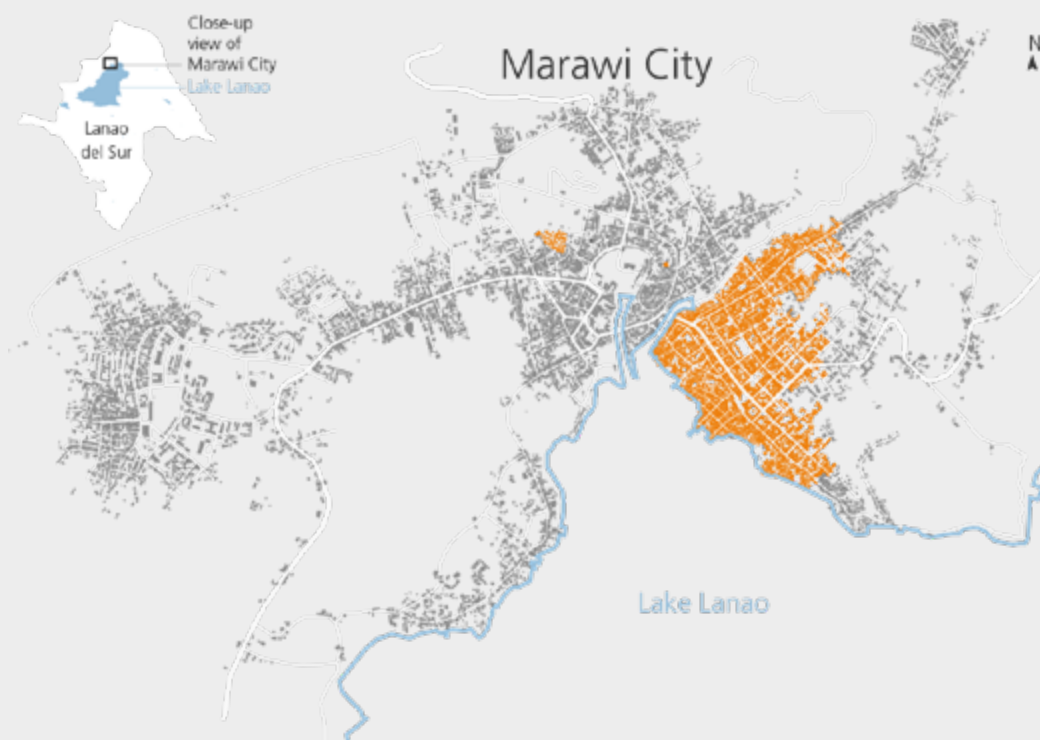 Close-up
view of
Marawi City
Lake Lanao
Lanao
del Sur
Marawi City
N
Lake Lanao